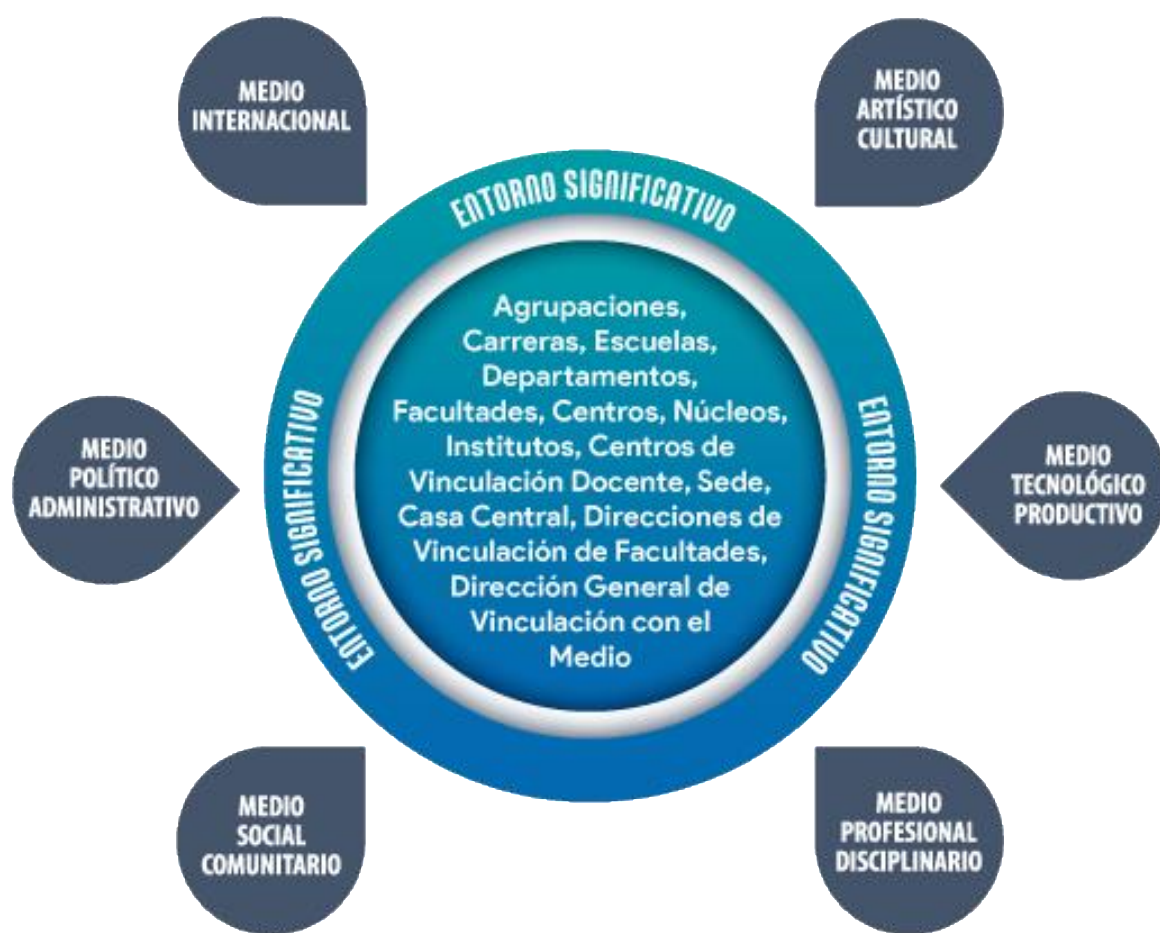 MEDIO
INTERNACIONAL
MEDIO
ARTÍSTICO
CULTURAL
ENTORNO SIGNIFICATIVO
Agrupaciones,
Carreras, Escuelas,
Departamentos,
Facultades, Centros, Núcleos,
Institutos, Centros de
Vinculación Docente, Sede,
Casa Central, Direcciones de
Vinculación de Facultades,
Dirección General de
Vinculación con el
Medio
ENTORNO SIGNIFICATIVO
ENTORNO SIGNIFICATIVO
MEDIO
POLÍTICO
ADMINISTRATIVO
MEDIO
TECNOLÓGICO
PRODUCTIVO
MEDIO
SOCIAL
COMUNITARIO
MEDIO
PROFESIONAL
DISCIPLINARIO